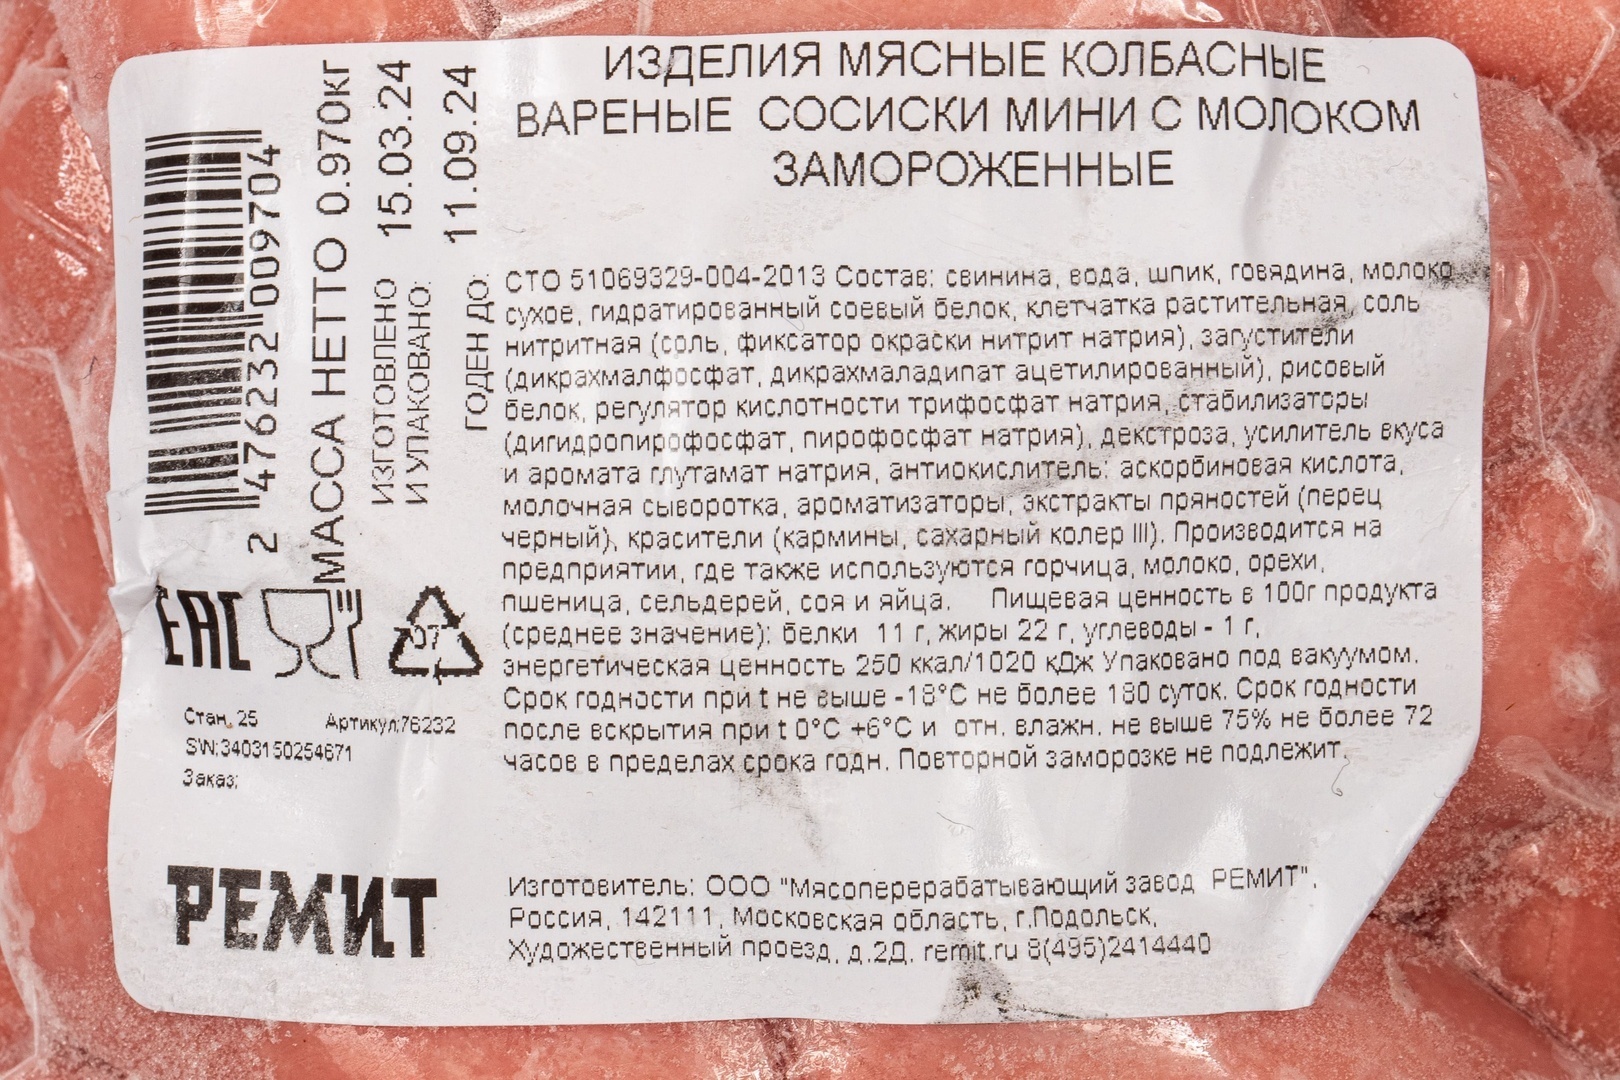 ИЗДЕЛИЯ МЯСНЫЕ КОЛБАСНЫЕ
ВАРЕНЫЕ СОСИСКИ МИНИ С МОЛОКОМ
ЗАМОРОЖЕННЫЕ
2 476232 009704
МАССА НЕТТО 0.970кг
ИЗГОТОВЛЕНО
И УПАКОВАНО: 15.03.24
ГОДЕН ДО: 11.09.24
СТО 51069329-004-2013 Состав: свинина, вода, шпик, говядина, молоко
сухое, гидратированный соевый белок, клетчатка растительная, соль
нитритная (соль, фиксатор окраски нитрит натрия), загустители
(дикрахмалфосфат, дикрахмаладипат ацетилированный), рисовый
белок, регулятор кислотности трифосфат натрия, стабилизаторы
(дигидропирофосфат, пирофосфат натрия), декстроза, усилитель вкуса
и аромата глутамат натрия, антиокислитель: аскорбиновая кислота,
молочная сыворотка, ароматизаторы, экстракты пряностей (перец
черный), красители (кармины, сахарный колер III). Производится на
предприятии, где также используются горчица, молоко, орехи,
пшеница, сельдерей, соя и яйца. Пищевая ценность в 100г продукта
(среднее значение): белки 11 г, жиры 22 г, углеводы - 1 г,
энергетическая ценность 250 ккал/1020 кДж Упаковано под вакуумом.
Срок годности при t не выше -18°С не более 180 суток. Срок годности
после вскрытия при t 0°С +6°С и отн. влажн. не выше 75% не более 72
часов в пределах срока годн. Повторной заморозке не подлежит.
EAC
07
Стан. 25 Артикул:76232
SW:3403150254671
Заказ:
РЕМИТ
Изготовитель: ООО "Мясоперерабатывающий завод РЕМИТ",
Россия, 142111, Московская область, г.Подольск,
Художественный проезд, д.2Д, remit.ru 8(495)2414440